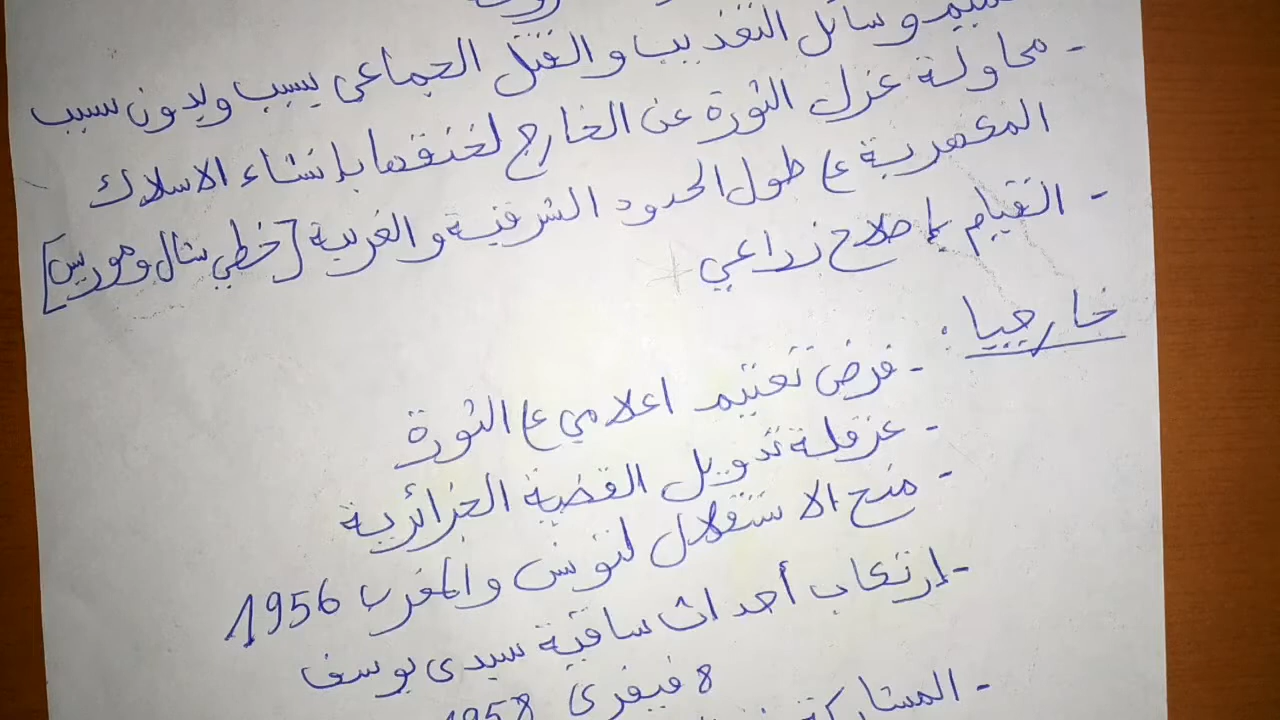 وسائل التعذيب والقتل الجماعي بسبب وبدون سبب
- محاولة عزل الثورة عن الخارج لخنقها بإنشاء الاسلاك
المكهربة ع طول الحدود الشرقية والغربية [خطي شال وموريس]
- القيام بإصلاح زراعي
خارجيا :
- فرض تعتيم اعلامي ع الثورة
- عرقلة تدويل القضية الجزائرية
- منح الاستقلال لتونس والمغرب 1956
- إرتكاب أحداث ساقية سيدي يوسف
8 فيفري 1958
- المشاركة